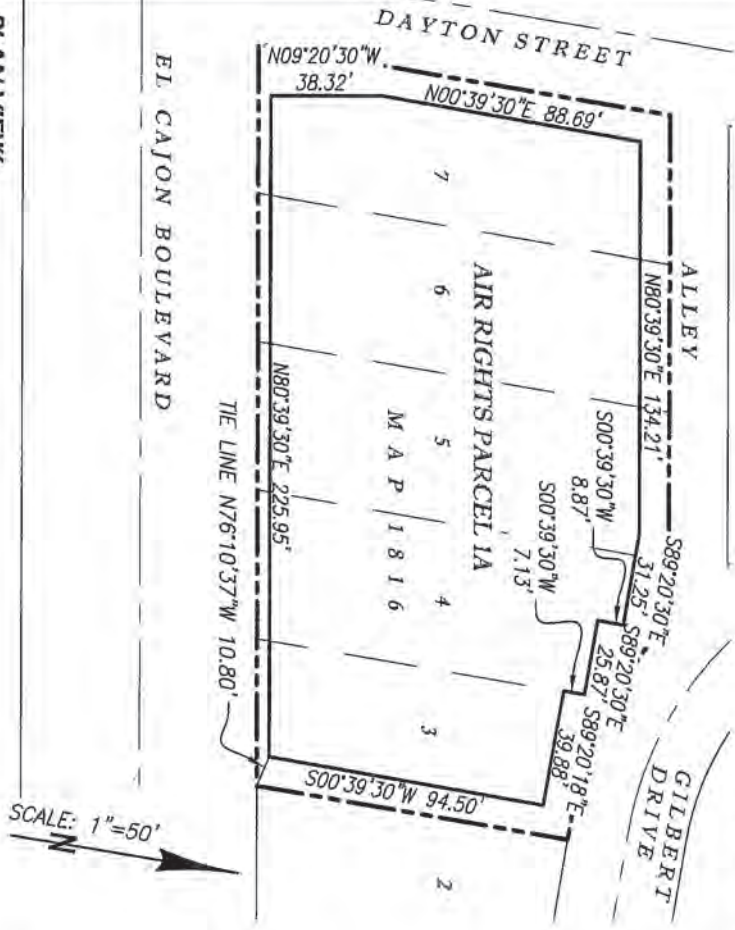 DAYTON STREET
N09°20'30"W
38.32'
N00°39'30"E 88.69'
EL CAJON BOULEVARD
ALLEY
7
6
5
4
3
2
AIR RIGHTS PARCEL 1A
MAP 1816
N80°39'30"E 134.21'
S00°39'30"W
8.87'
S00°39'30"W
7.13'
S89°20'30"E
31.25'
S89°20'30"E
25.87'
S89°20'18"E
39.88'
GILBERT
DRIVE
N80°39'30"E 225.95'
TIE LINE N76°10'37"W 10.80'
S00°39'30"W 94.50'
SCALE: 1"=50'
N